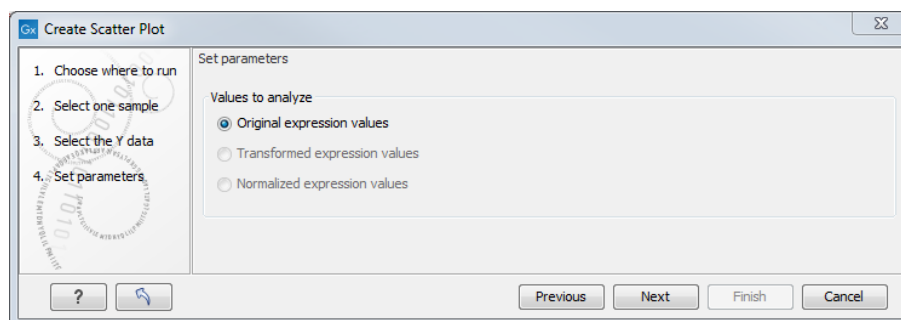 Gx Create Scatter Plot
1. Choose where to run
2. Select one sample
3. Select the Y data
4. Set parameters
Set parameters
Values to analyze
Original expression values
Transformed expression values
Normalized expression values
?
Previous
Next
Finish
Cancel